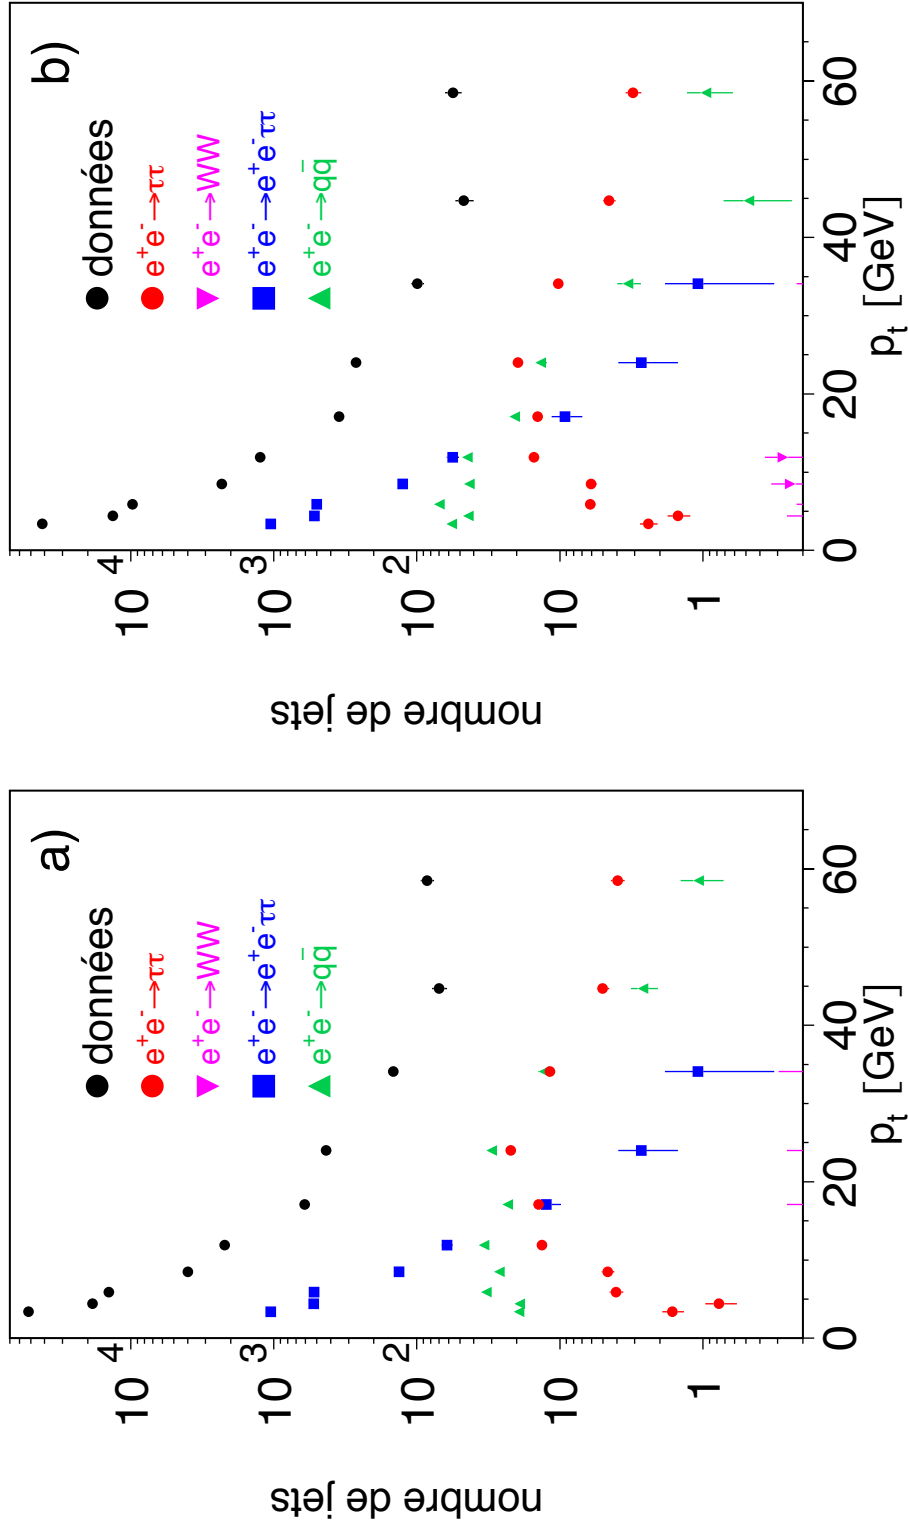 a)
données
e⁺e⁻→ττ
e⁺e⁻→WW
e⁺e⁻→e⁺e⁻ττ
e⁺e⁻→qq̅
nombre de jets
10⁴
10³
10²
10
1
0 20 40 60
pₜ [GeV]
b)
données
e⁺e⁻→ττ
e⁺e⁻→WW
e⁺e⁻→e⁺e⁻ττ
e⁺e⁻→qq̅
nombre de jets
10⁴
10³
10²
10
1
0 20 40 60
pₜ [GeV]